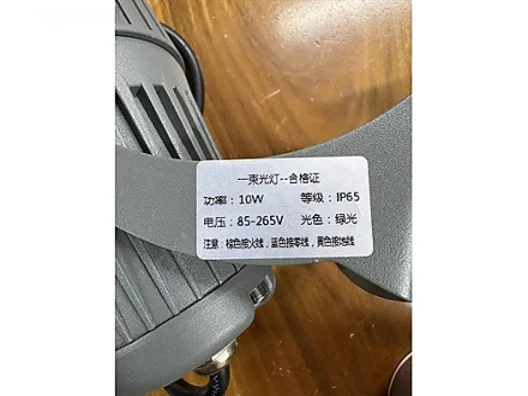 一束光灯--合格证
功率：10W 等级：IP65
电压：85-265V 光色：绿光
注意：棕色接火线，蓝色接零线，黄色接地线